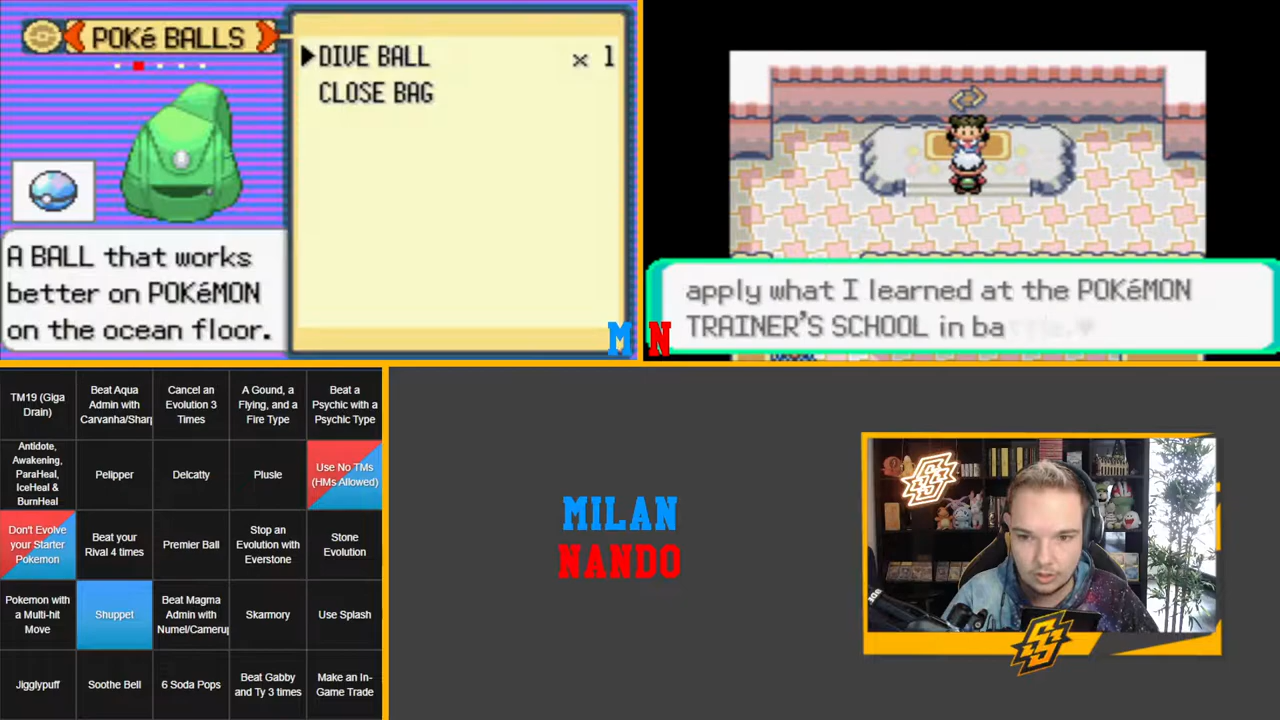 POKé BALLS
DIVE BALL × 1
CLOSE BAG
A BALL that works
better on POKéMON
on the ocean floor.
apply what I learned at the POKéMON
TRAINER'S SCHOOL in ba
M N
TM19 (Giga
Drain)
Beat Aqua
Admin with
Carvanha/Sharp
Cancel an
Evolution 3
Times
A Gound, a
Flying, and a
Fire Type
Beat a
Psychic with a
Psychic Type
Antidote,
Awakening,
ParaHeal,
IceHeal &
BurnHeal
Pelipper
Delcatty
Plusle
Use No TMs
(HMs Allowed)
Don't Evolve
your Starter
Pokemon
Beat your
Rival 4 times
Premier Ball
Stop an
Evolution with
Everstone
Stone
Evolution
Pokemon with
a Multi-hit
Move
Shuppet
Beat Magma
Admin with
Numel/Camerup
Skarmory
Use Splash
Jigglypuff
Soothe Bell
6 Soda Pops
Beat Gabby
and Ty 3 times
Make an In-
Game Trade
MILAN
NANDO